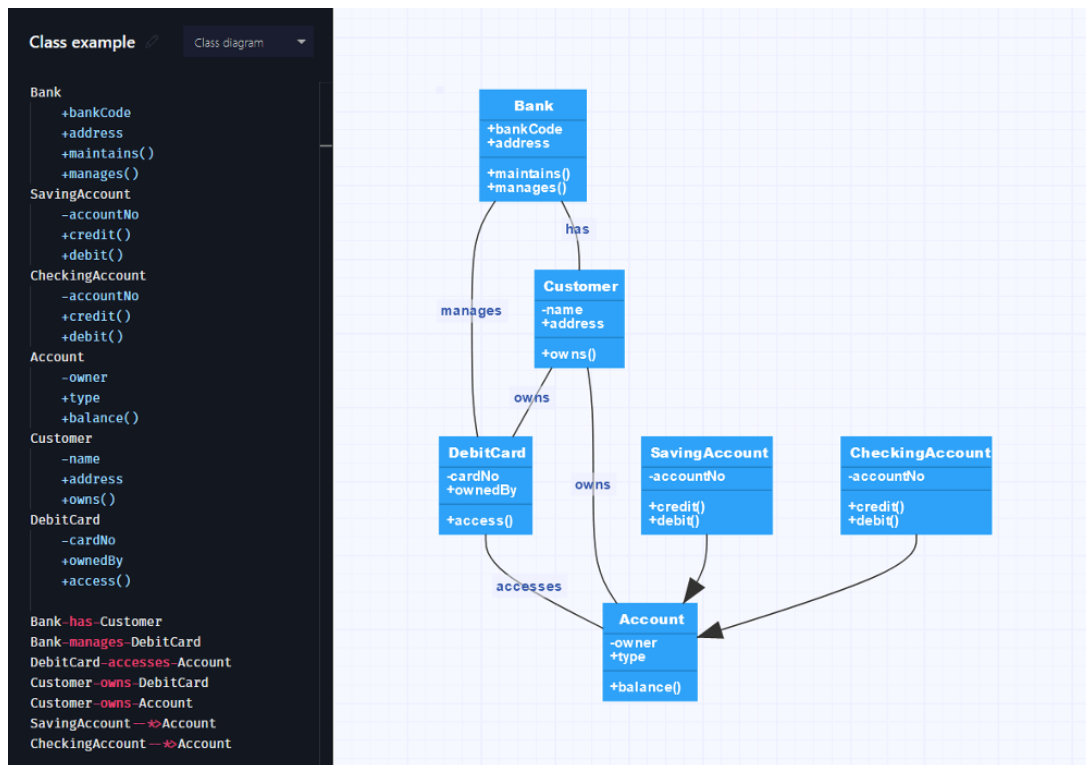 Class example
Class diagram
Bank
+bankCode
+address
+maintains()
+manages()
SavingAccount
-accountNo
+credit()
+debit()
CheckingAccount
-accountNo
+credit()
+debit()
Account
-owner
+type
+balance()
Customer
-name
+address
+owns()
DebitCard
-cardNo
+ownedBy
+access()
Bank-has-Customer
Bank-manages-DebitCard
DebitCard-accesses-Account
Customer-owns-DebitCard
Customer-owns-Account
SavingAccount--*>Account
CheckingAccount--*>Account
Bank
+bankCode
+address
+maintains()
+manages()
has
Customer
-name
+address
+owns()
manages
owns
DebitCard
-cardNo
+ownedBy
+access()
owns
SavingAccount
-accountNo
+credit()
+debit()
CheckingAccount
-accountNo
+credit()
+debit()
accesses
Account
-owner
+type
+balance()